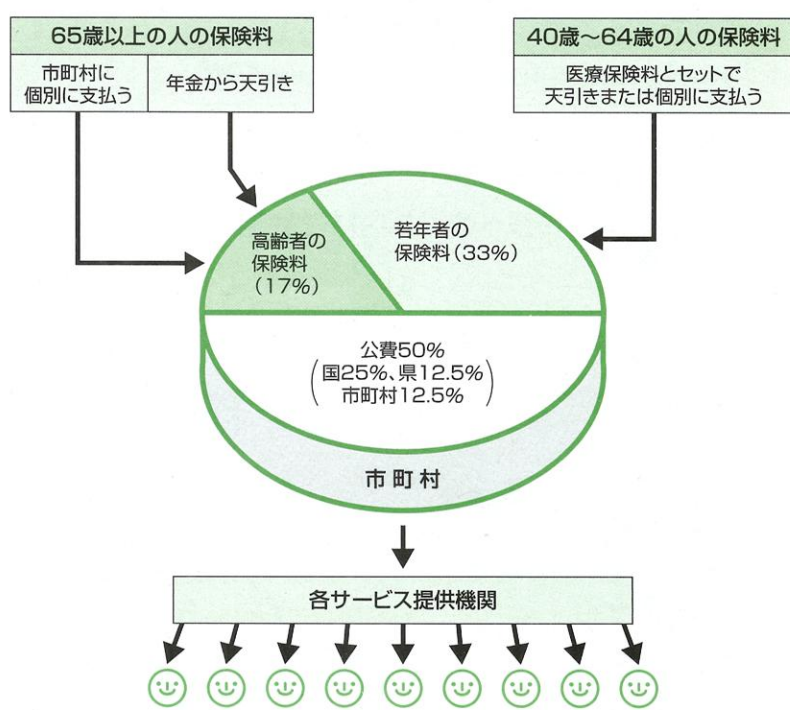 65歳以上の人の保険料
市町村に
個別に支払う
年金から天引き
40歳～64歳の人の保険料
医療保険料とセットで
天引きまたは個別に支払う
高齢者の
保険料
（17%）
若年者の
保険料（33%）
公費50%
（国25%、県12.5%
市町村12.5%）
市町村
各サービス提供機関